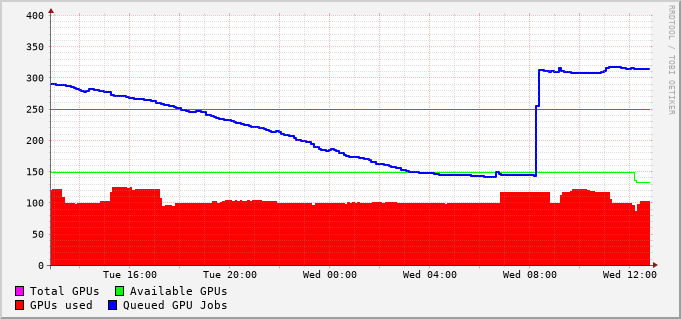 400
350
300
250
200
150
100
50
0
Tue 16:00 Tue 20:00 Wed 00:00 Wed 04:00 Wed 08:00 Wed 12:00
Total GPUs Available GPUs
GPUs used Queued GPU Jobs
RRDTOOL / TOBI OETIKER